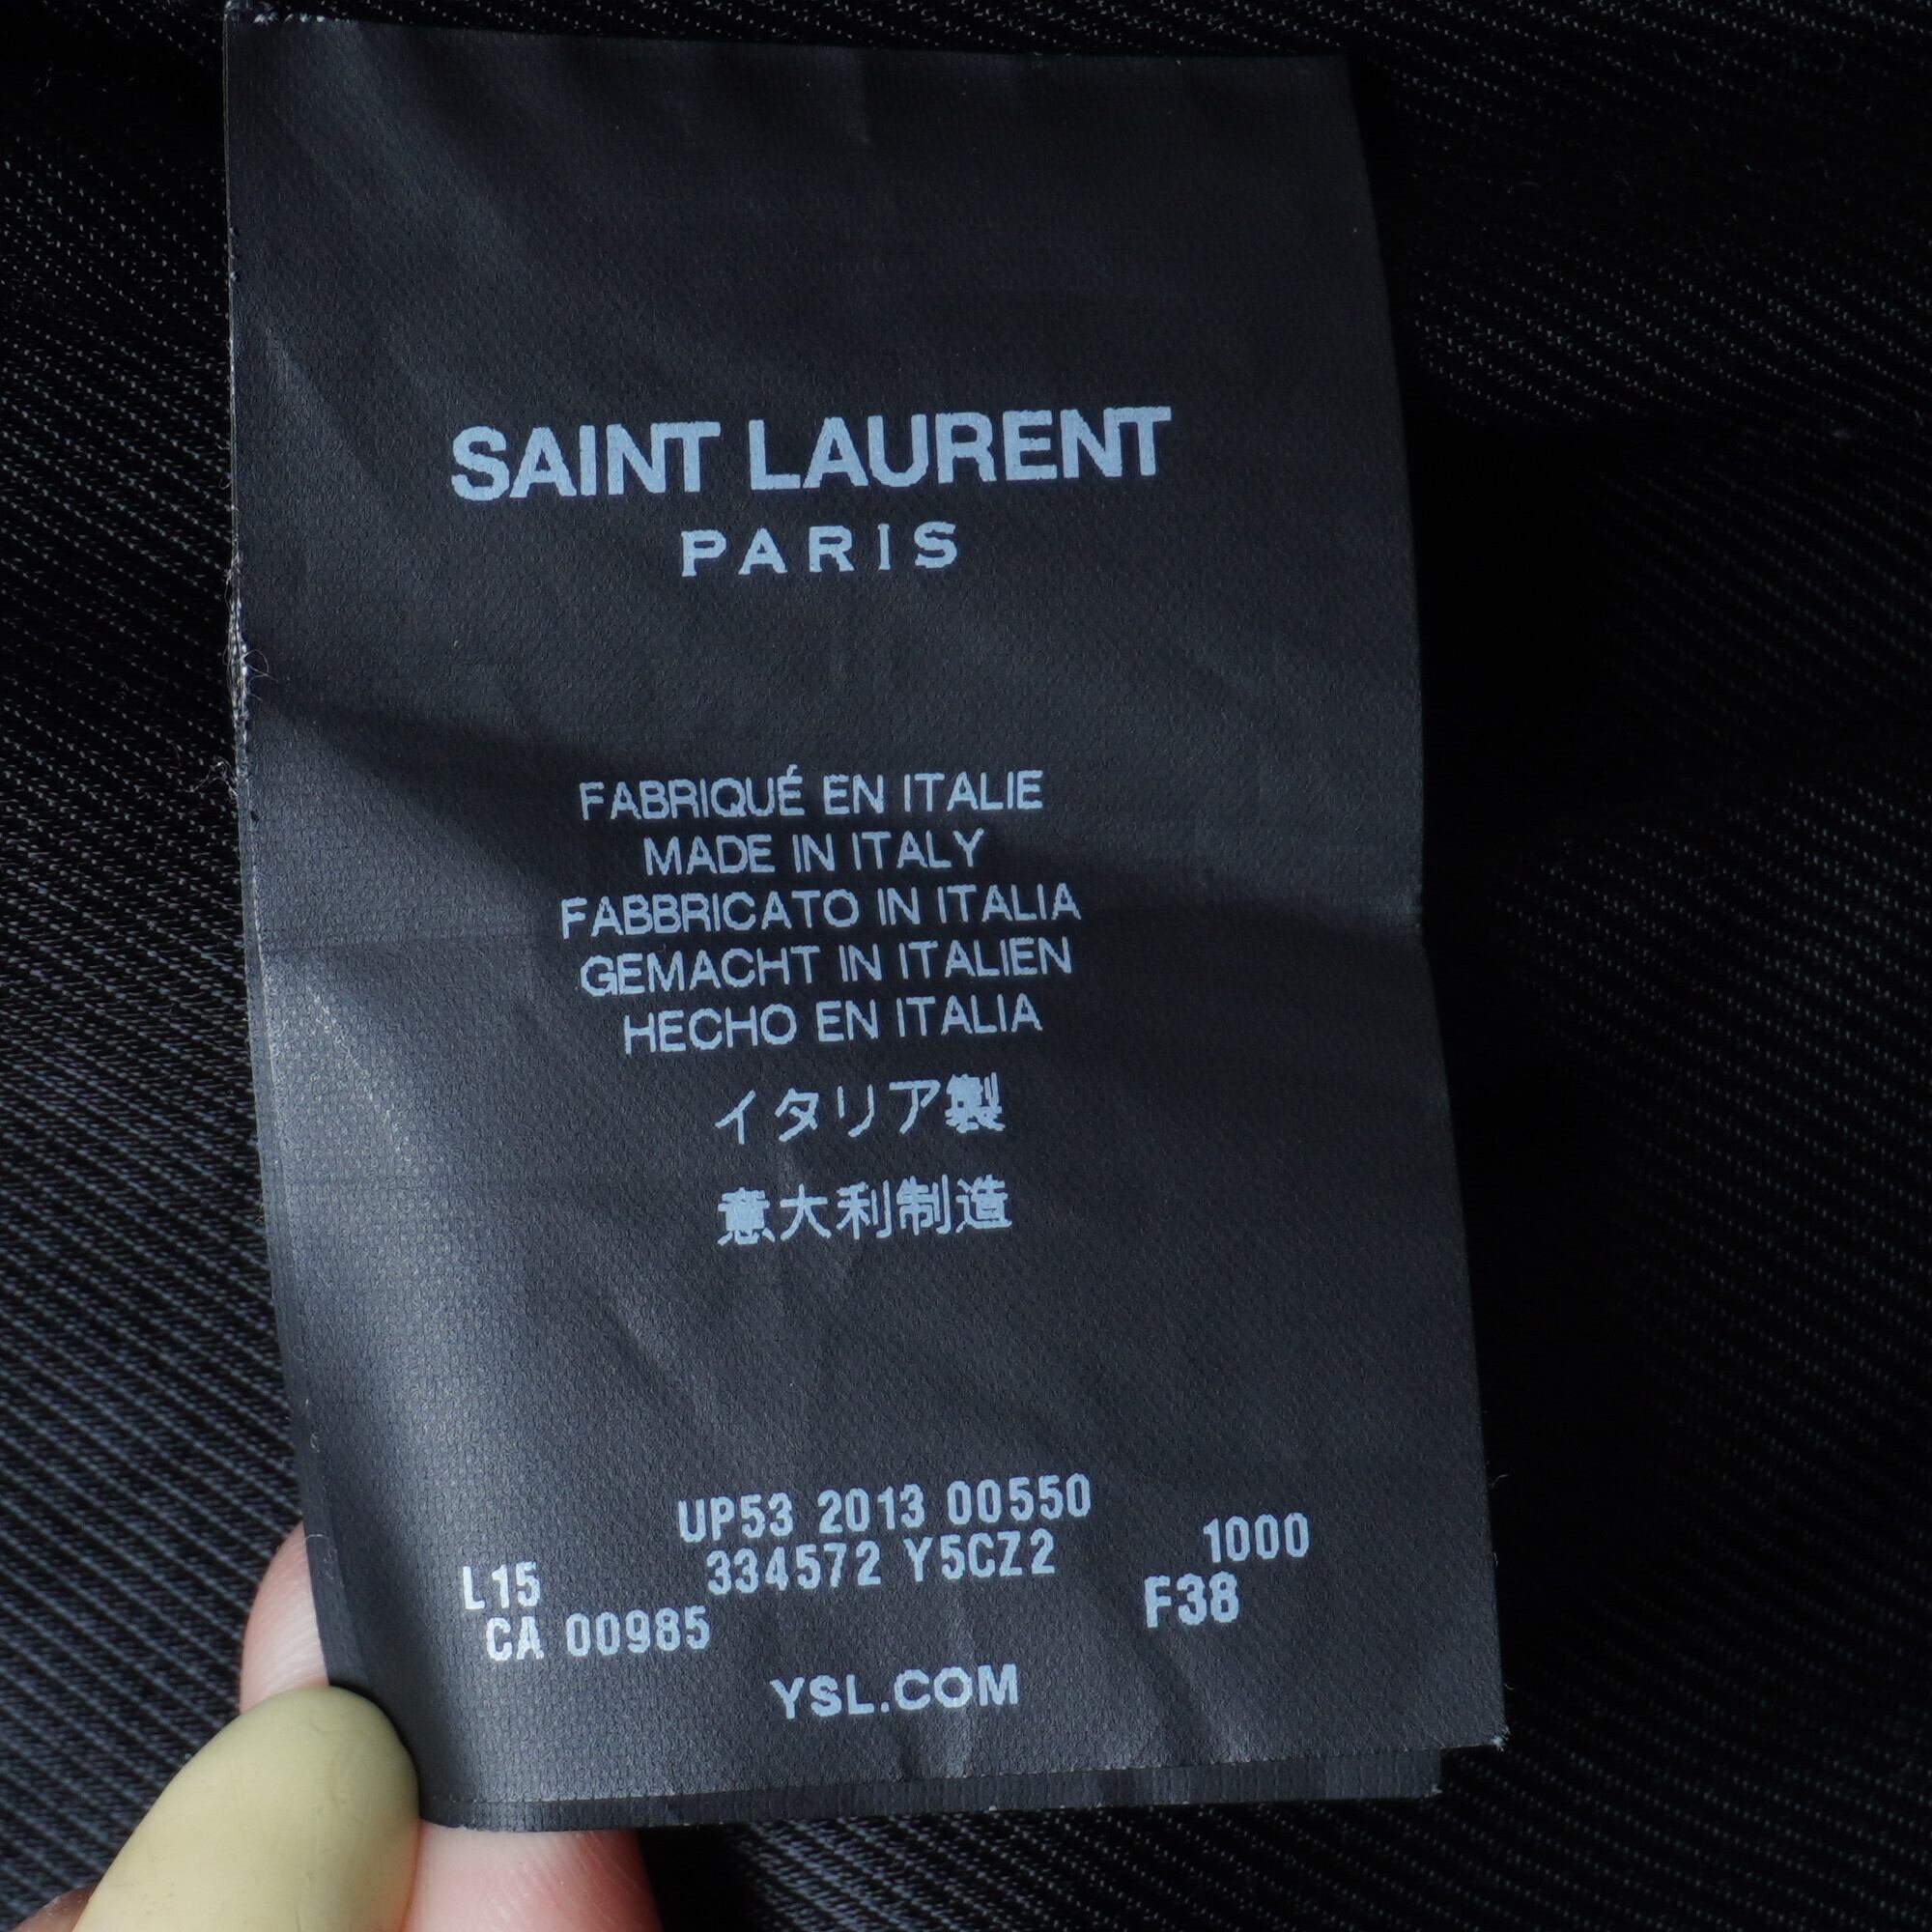 SAINT LAURENT
PARIS
FABRIQUÉ EN ITALIE
MADE IN ITALY
FABBRICATO IN ITALIA
GEMACHT IN ITALIEN
HECHO EN ITALIA
イタリア製
意大利制造
UP53 2013 00550
L15 334572 Y5CZ2 1000
CA 00985 F38
YSL.COM